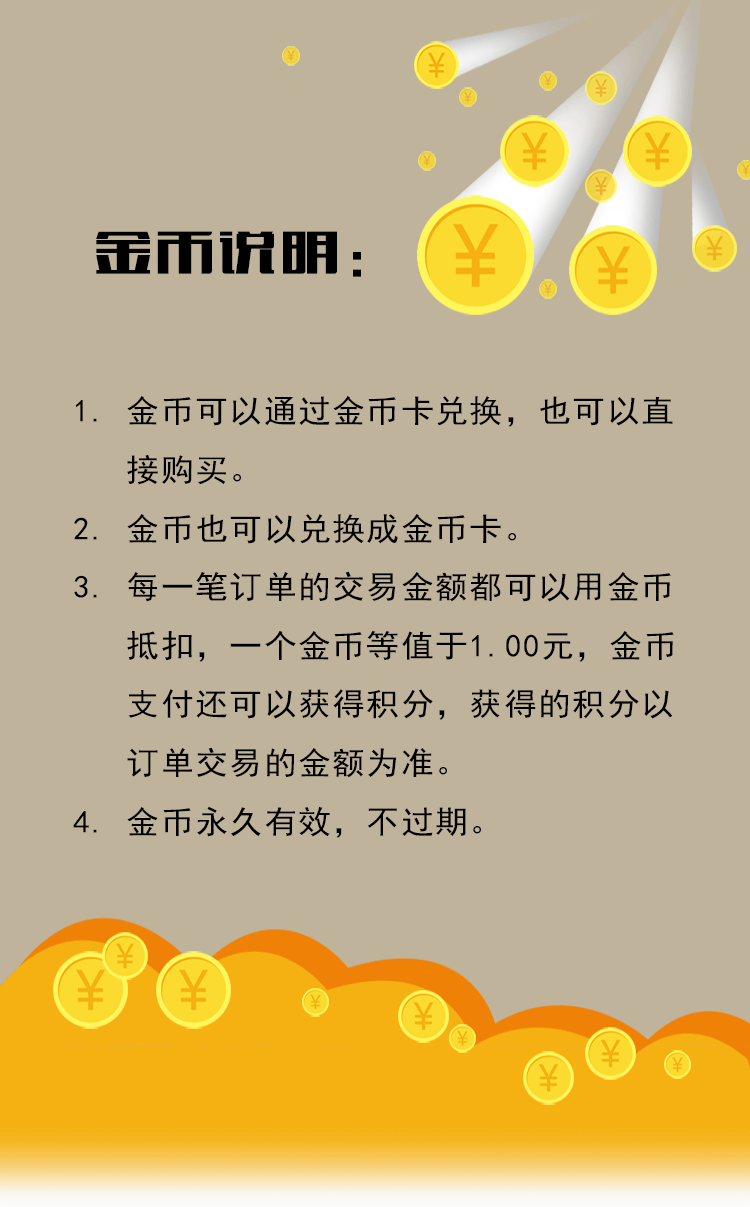 金币说明：
1. 金币可以通过金币卡兑换，也可以直
接购买。
2. 金币也可以兑换成金币卡。
3. 每一笔订单的交易金额都可以用金币
抵扣，一个金币等值于1.00元，金币
支付还可以获得积分，获得的积分以
订单交易的金额为准。
4. 金币永久有效，不过期。